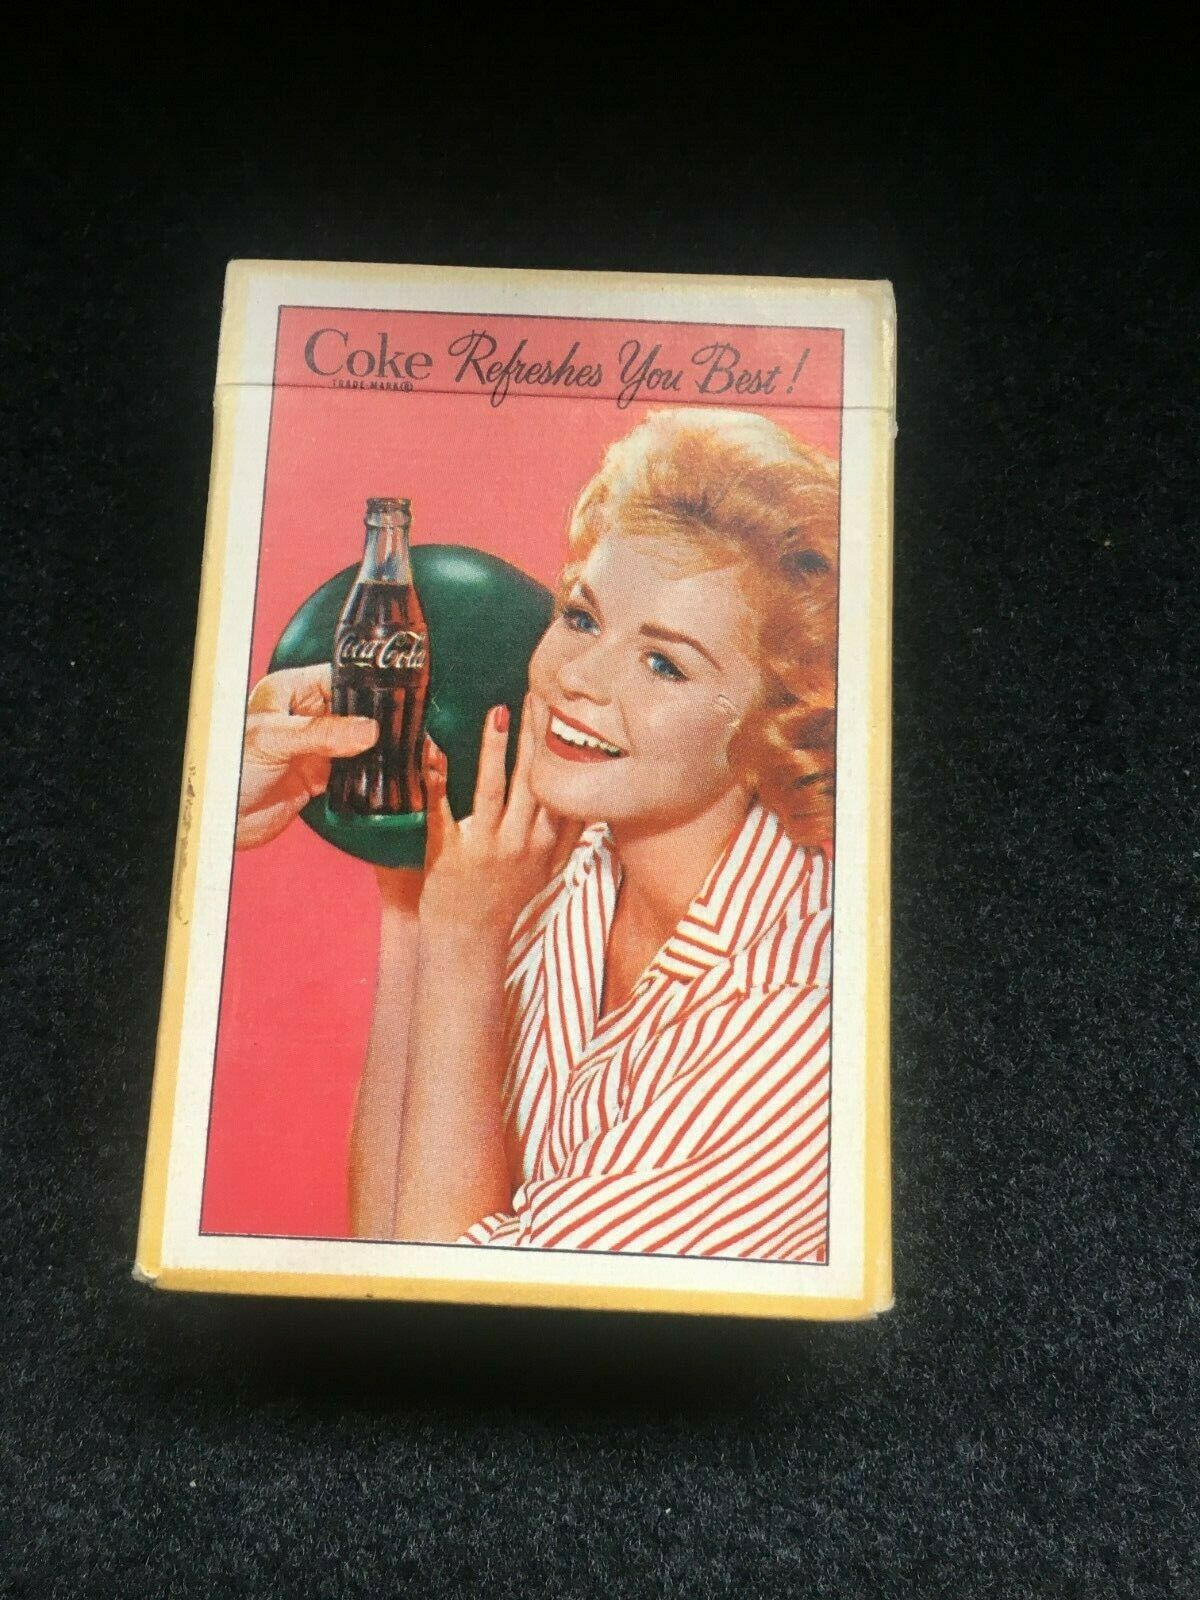 Coke Refreshes You Best!
TRADE-MARK®
Coca-Cola